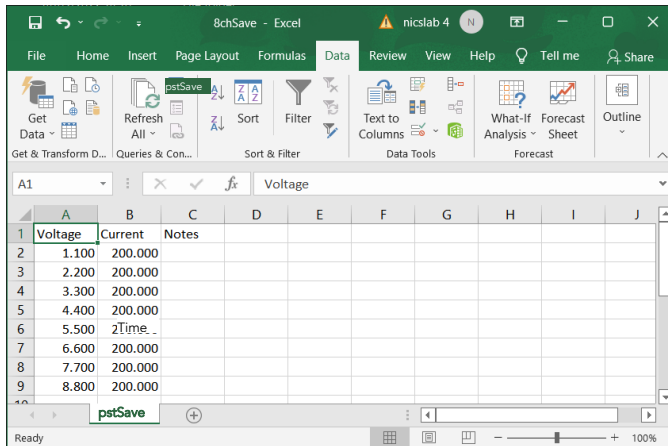 8chSave - Excel nicslab 4 N
File Home Insert Page Layout Formulas Data Review View Help Tell me Share
pstSave
Get Data Refresh All Sort Filter Text to Columns What-If Analysis Forecast Sheet Outline
Get & Transform D... Queries & Con... Sort & Filter Data Tools Forecast
A1 fx Voltage
A B C D E F G H I J
1 Voltage Current Notes
2 1.100 200.000
3 2.200 200.000
4 3.300 200.000
5 4.400 200.000
6 5.500 2Time
7 6.600 200.000
8 7.700 200.000
9 8.800 200.000
10
pstSave
Ready 100%